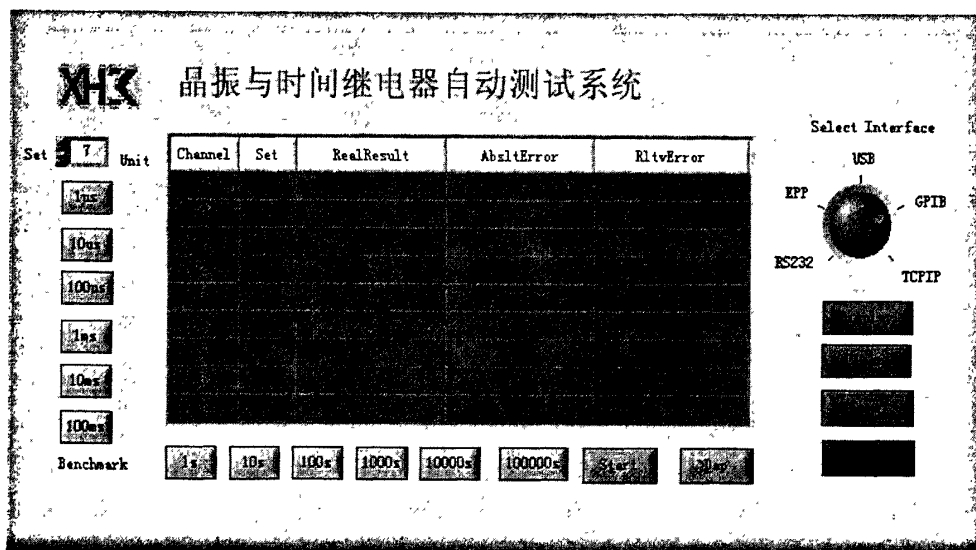 XHK 晶振与时间继电器自动测试系统
Select Interface
Set 7 Unit
Channel Set RealResult AbsltError RltvError
USB
EPP GPIB
RS232 TCPIP
1us
10us
100us
1ms
10ms
100ms
Benchmark
1s 10s 100s 1000s 10000s 100000s Start